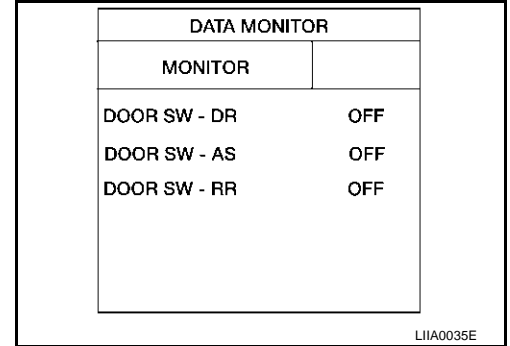 DATA MONITOR
MONITOR
DOOR SW - DR OFF
DOOR SW - AS OFF
DOOR SW - RR OFF
LIIA0035E